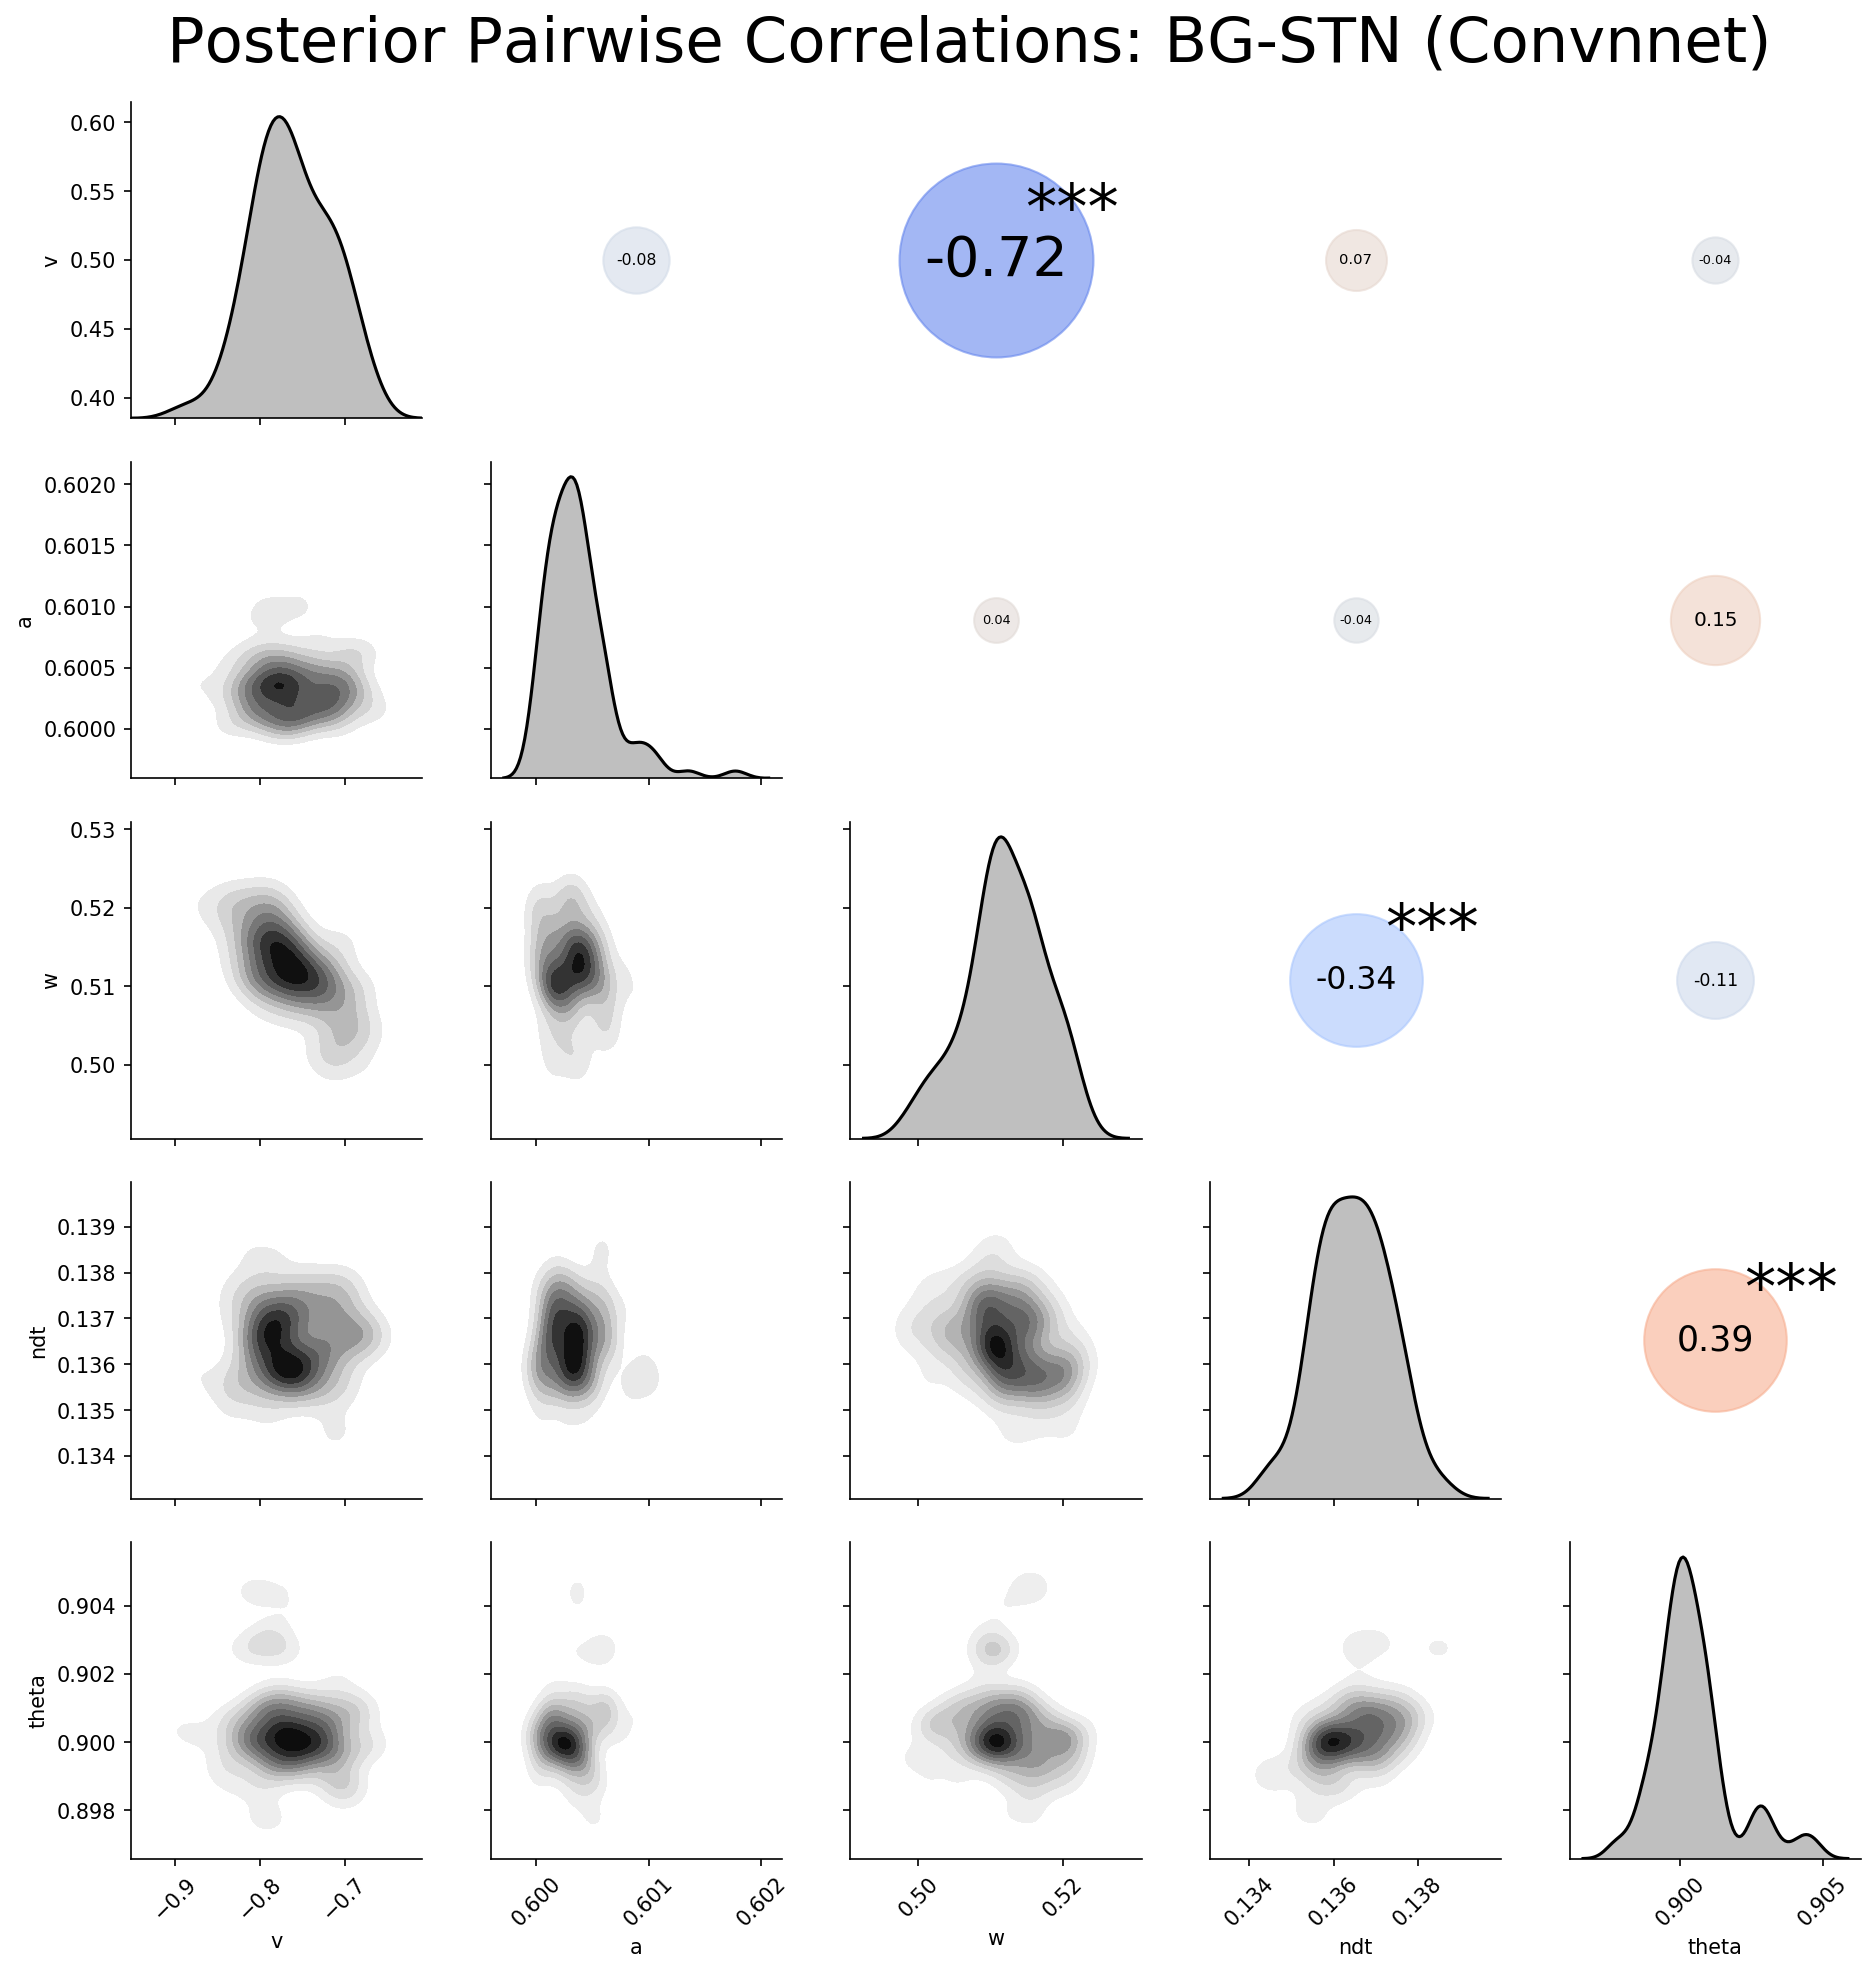 Posterior Pairwise Correlations: BG-STN (Convnnet)
0.60
0.55
0.50
0.45
0.40
v
-0.08
-0.72
***
0.07
-0.04
0.6020
0.6015
0.6010
0.6005
0.6000
a
0.04
-0.04
0.15
0.53
0.52
0.51
0.50
w
-0.34
***
-0.11
0.139
0.138
0.137
0.136
0.135
0.134
ndt
0.39
***
0.904
0.902
0.900
0.898
theta
−0.9 −0.8 −0.7
v
0.600 0.601 0.602
a
0.50 0.52
w
0.134 0.136 0.138
ndt
0.900 0.905
theta